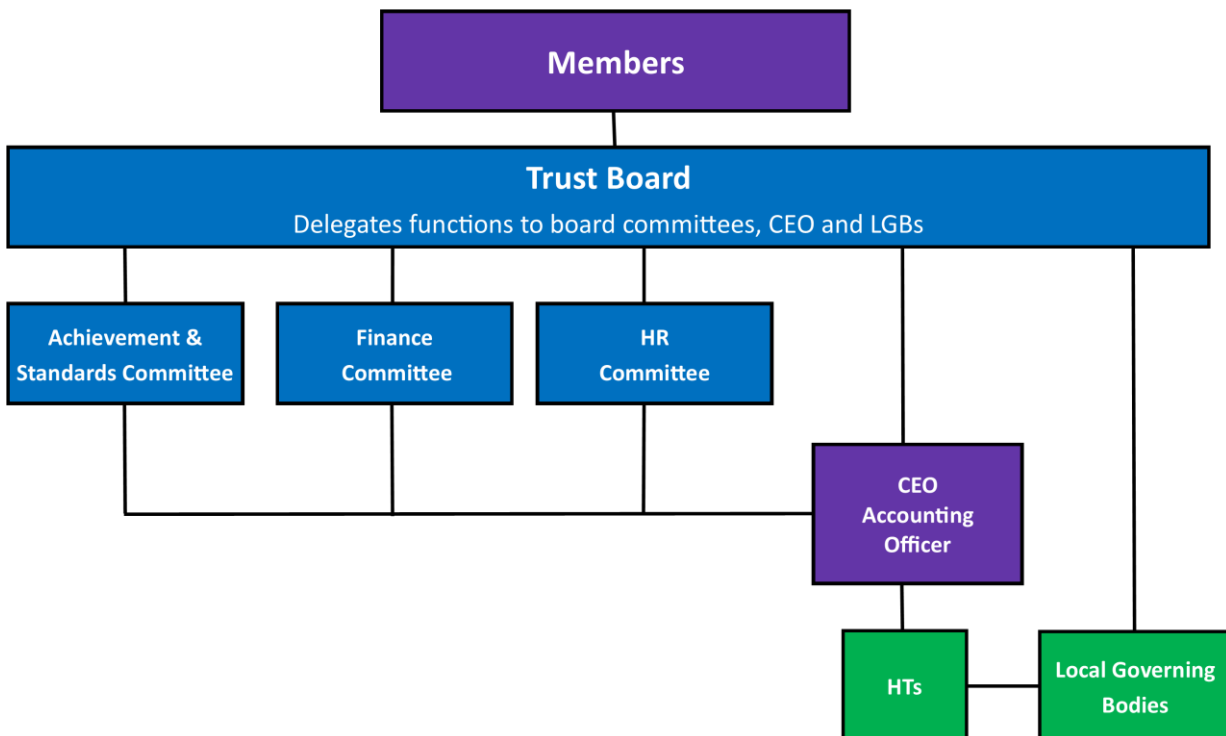 Members
Trust Board
Delegates functions to board committees, CEO and LGBs
Achievement &
Standards Committee
Finance
Committee
HR
Committee
CEO
Accounting
Officer
HTs
Local Governing
Bodies